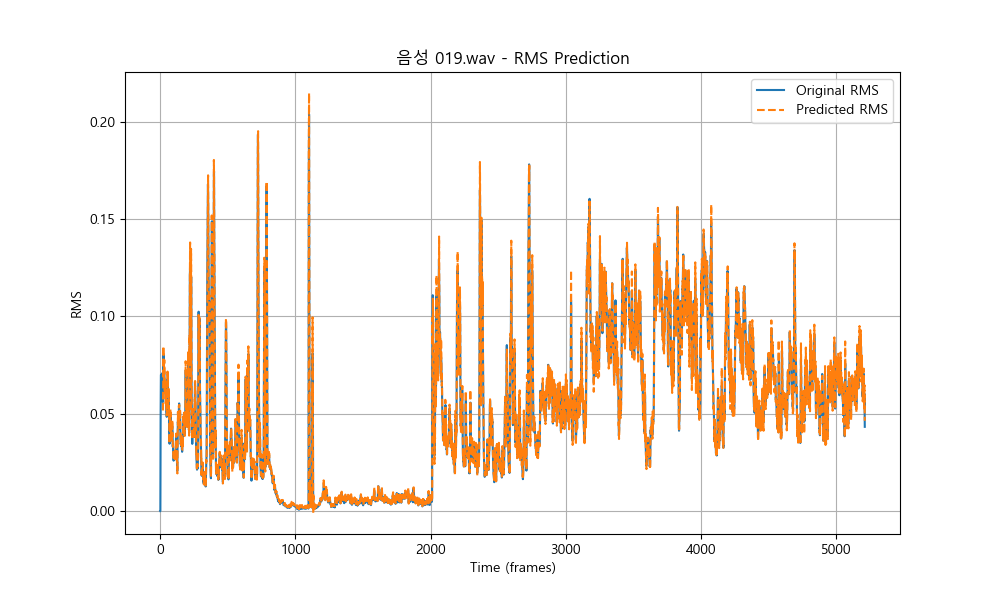 음성 019.wav - RMS Prediction
Original RMS
Predicted RMS
RMS
0.20
0.15
0.10
0.05
0.00
0 1000 2000 3000 4000 5000
Time (frames)